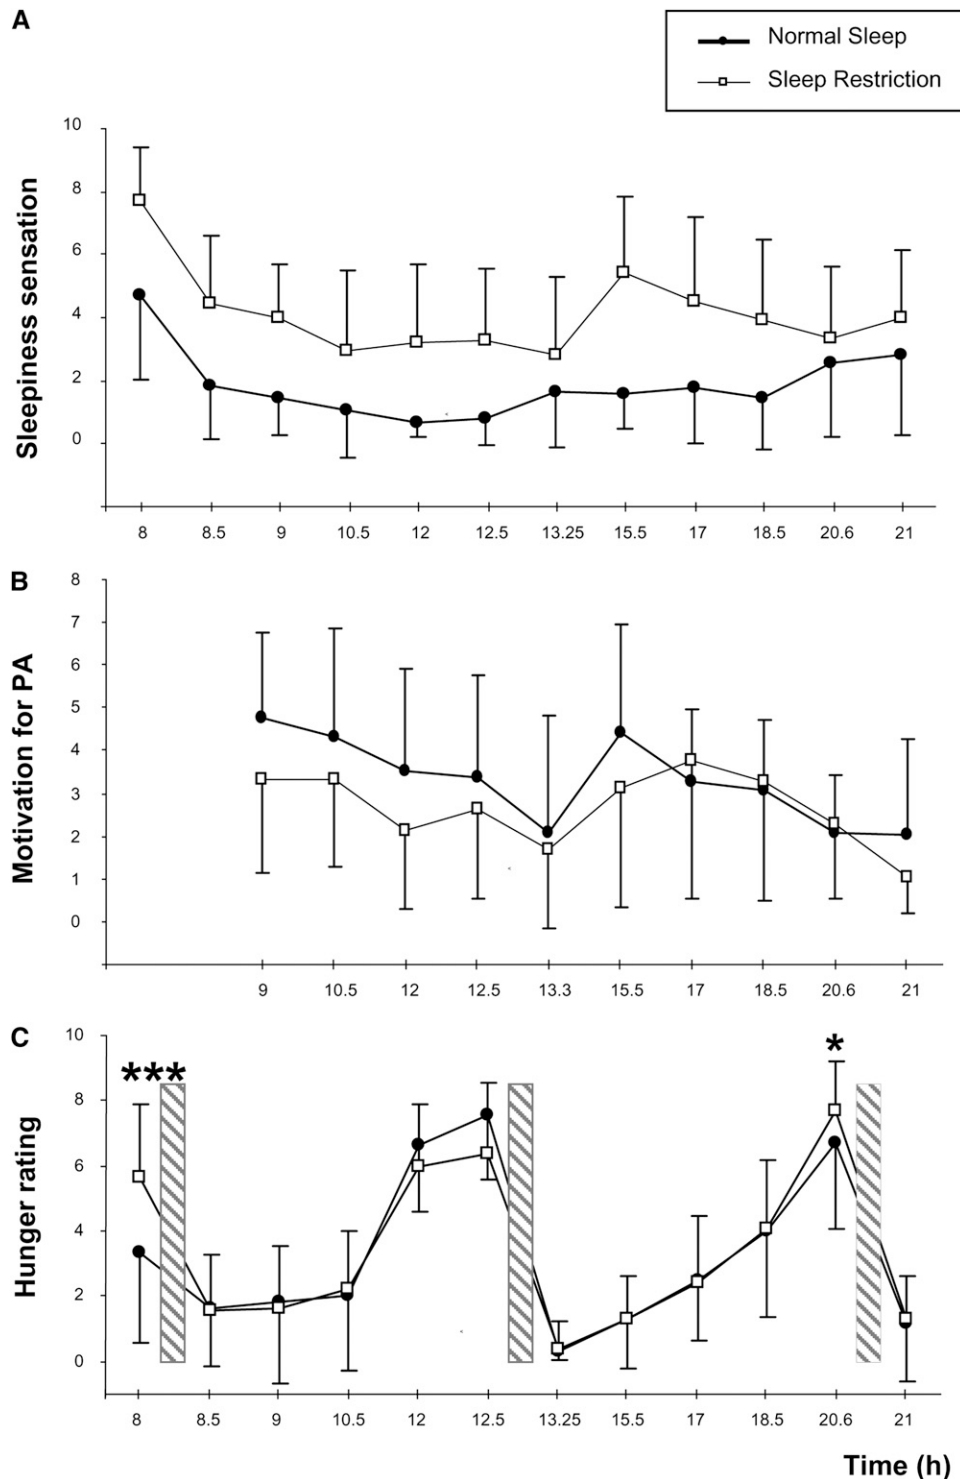 A
Normal Sleep
Sleep Restriction
Sleepiness sensation
10
8
6
4
2
0
8 8.5 9 10.5 12 12.5 13.25 15.5 17 18.5 20.6 21
B
Motivation for PA
8
7
6
5
4
3
2
1
0
9 10.5 12 12.5 13.3 15.5 17 18.5 20.6 21
C
Hunger rating
10
8
6
4
2
0
*** *
8 8.5 9 10.5 12 12.5 13.25 15.5 17 18.5 20.6 21
Time (h)